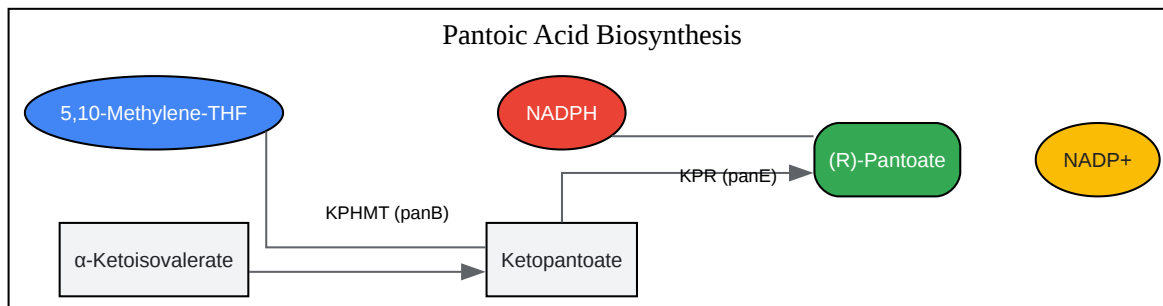 Pantoic Acid Biosynthesis
5,10-Methylene-THF
NADPH
(R)-Pantoate
NADP+
KPR (panE)
KPHMT (panB)
α-Ketoisovalerate
Ketopantoate